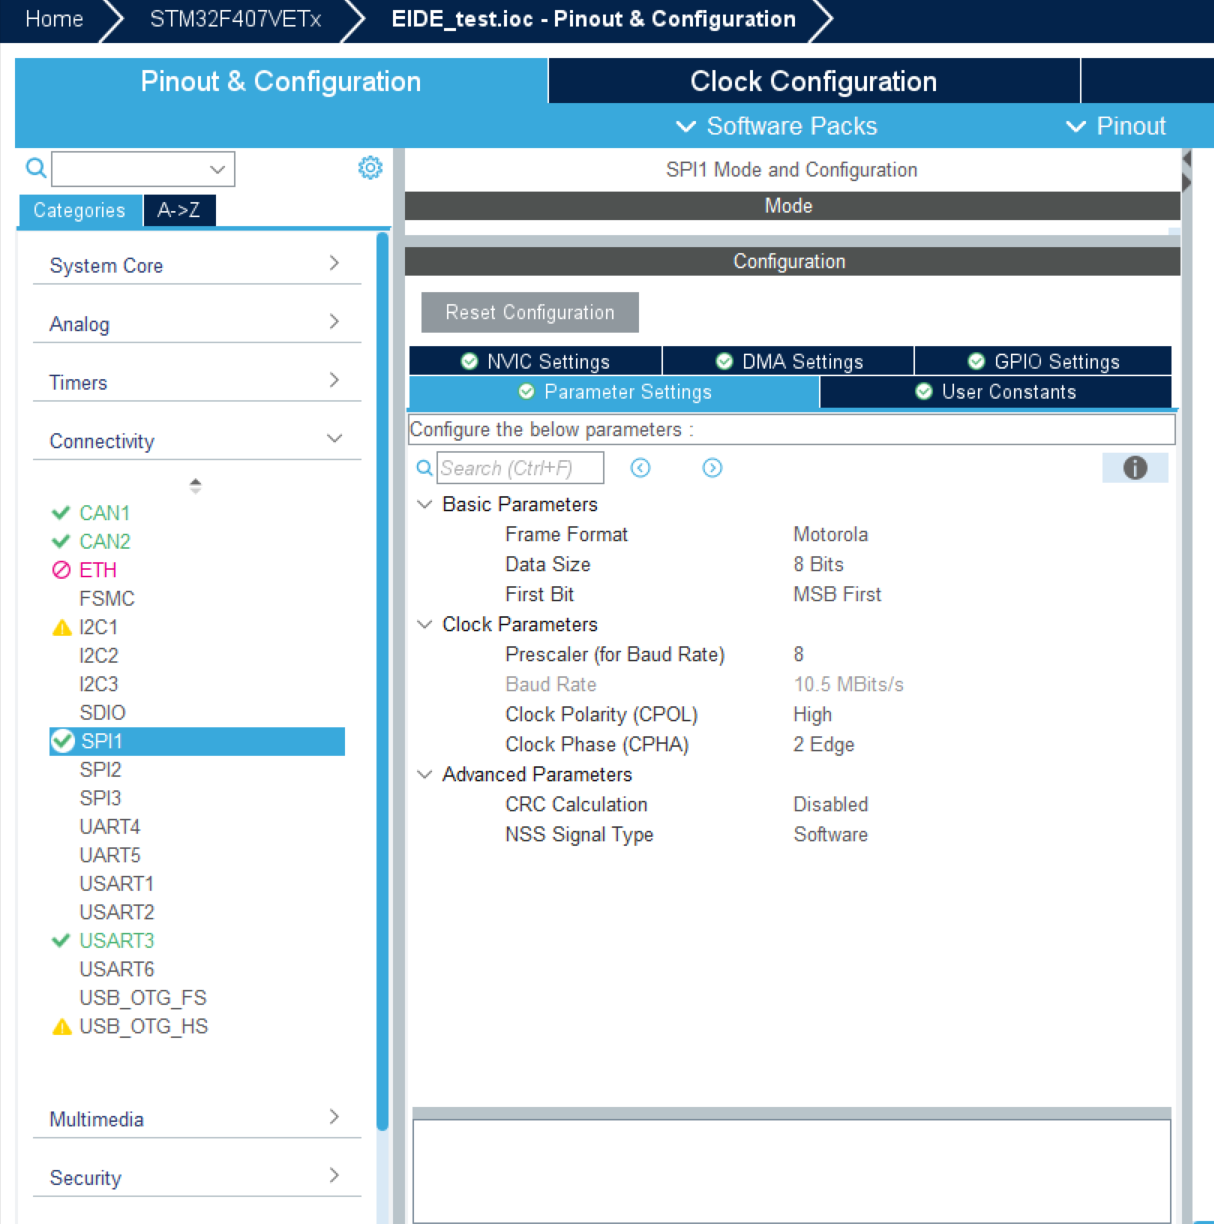 Home
STM32F407VETx
EIDE_test.ioc - Pinout & Configuration
Pinout & Configuration
Clock Configuration
Software Packs
Pinout
Categories
A->Z
System Core
Analog
Timers
Connectivity
CAN1
CAN2
ETH
FSMC
I2C1
I2C2
I2C3
SDIO
SPI1
SPI2
SPI3
UART4
UART5
USART1
USART2
USART3
USART6
USB_OTG_FS
USB_OTG_HS
Multimedia
Security
SPI1 Mode and Configuration
Mode
Configuration
Reset Configuration
NVIC Settings
DMA Settings
GPIO Settings
Parameter Settings
User Constants
Configure the below parameters :
Search (Ctrl+F)
Basic Parameters
Frame Format Motorola
Data Size 8 Bits
First Bit MSB First
Clock Parameters
Prescaler (for Baud Rate) 8
Baud Rate 10.5 MBits/s
Clock Polarity (CPOL) High
Clock Phase (CPHA) 2 Edge
Advanced Parameters
CRC Calculation Disabled
NSS Signal Type Software